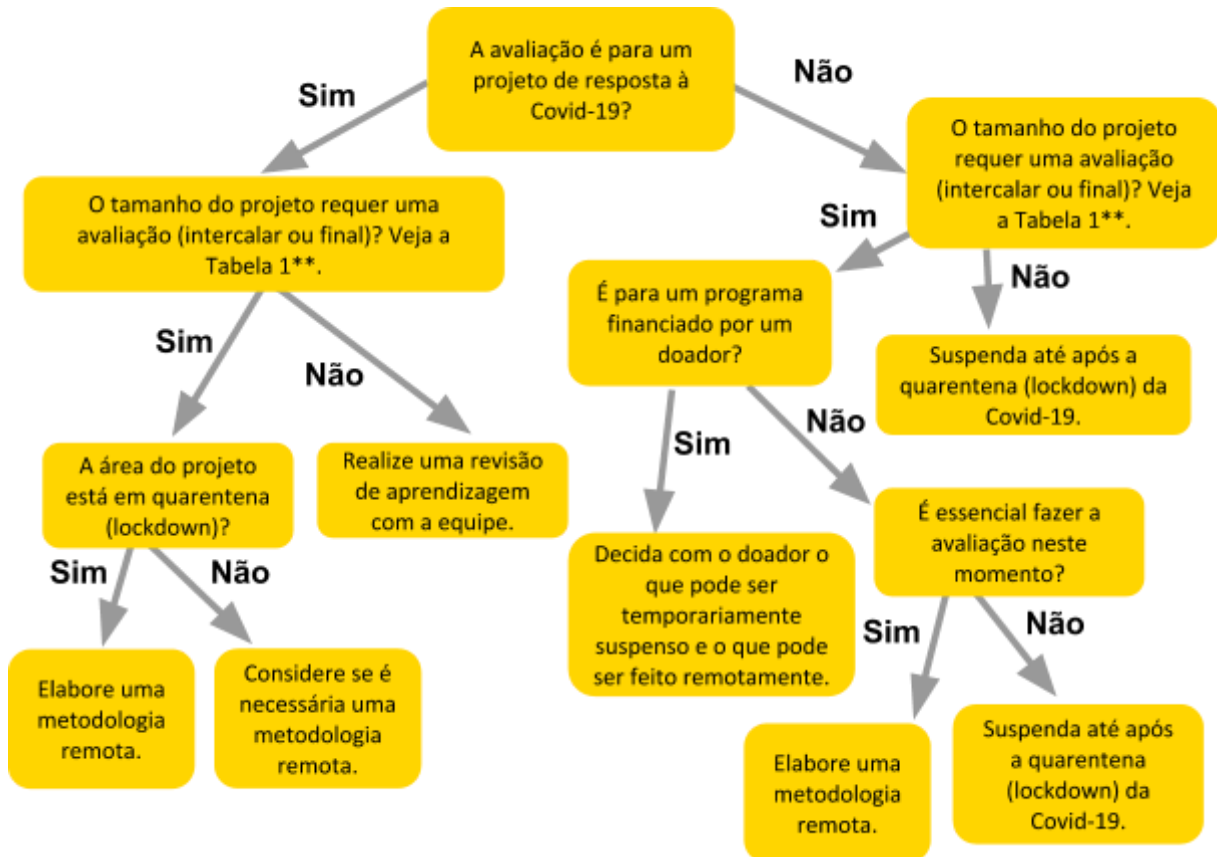 A avaliação é para um
projeto de resposta à
Covid-19?
Sim
Não
O tamanho do projeto requer uma
avaliação (intercalar ou final)? Veja a
Tabela 1**.
O tamanho do projeto
requer uma avaliação
(intercalar ou final)? Veja
a Tabela 1**.
Sim
Não
Sim
Não
É para um programa
financiado por um
doador?
Suspenda até após a
quarentena (lockdown) da
Covid-19.
A área do projeto
está em quarentena
(lockdown)?
Realize uma revisão
de aprendizagem
com a equipe.
Sim
Não
Sim
Não
Decida com o doador o
que pode ser
temporariamente
suspenso e o que pode
ser feito remotamente.
É essencial fazer a
avaliação neste
momento?
Elabore uma
metodologia
remota.
Considere se é
necessária uma
metodologia
remota.
Sim
Não
Elabore uma
metodologia
remota.
Suspenda até após
a quarentena
(lockdown) da
Covid-19.